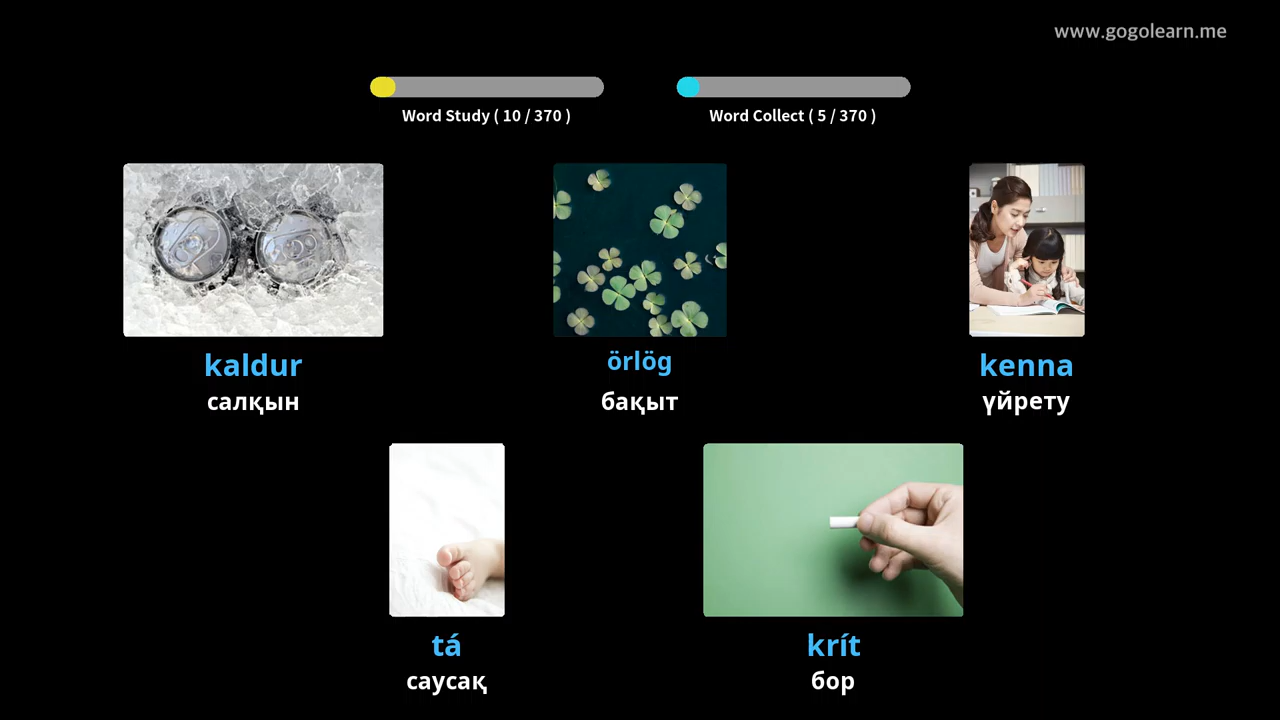 www.gogolearn.me
Word Study ( 10 / 370 )
Word Collect ( 5 / 370 )
kaldur
салқын
örlög
бақыт
kenna
үйрету
tá
саусақ
krít
бор